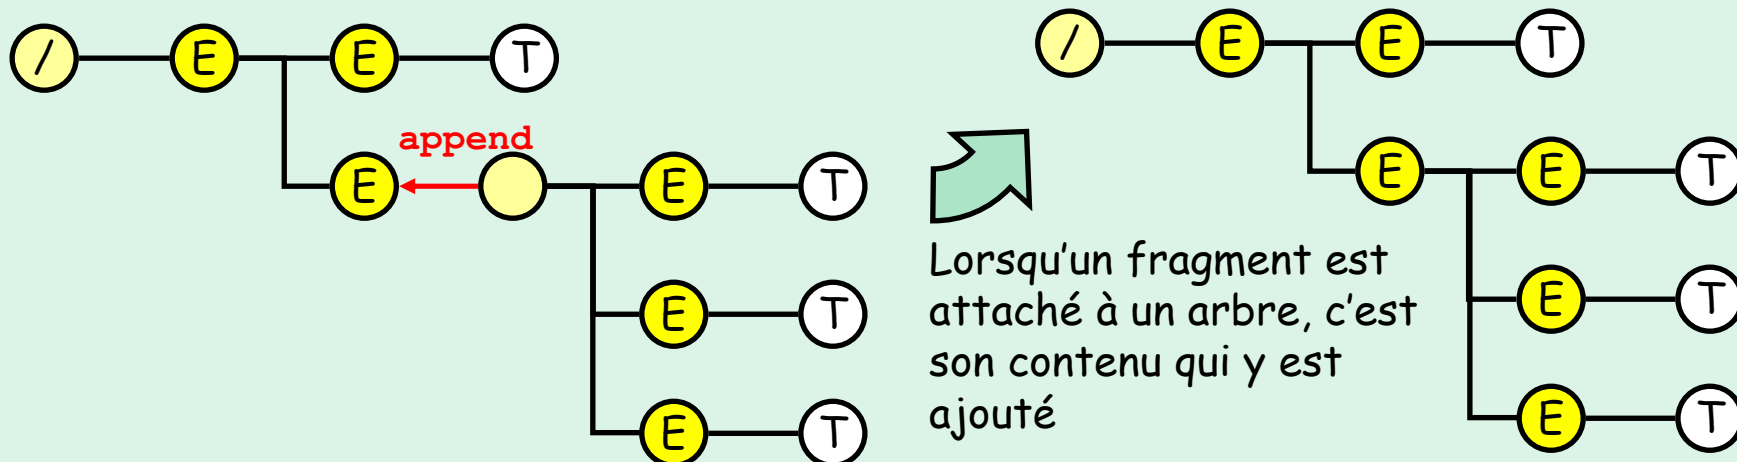 / E E T
append
E E T
E T
E T
/ E E T
E E T
E T
E T
Lorsqu'un fragment est
attaché à un arbre, c'est
son contenu qui y est
ajouté